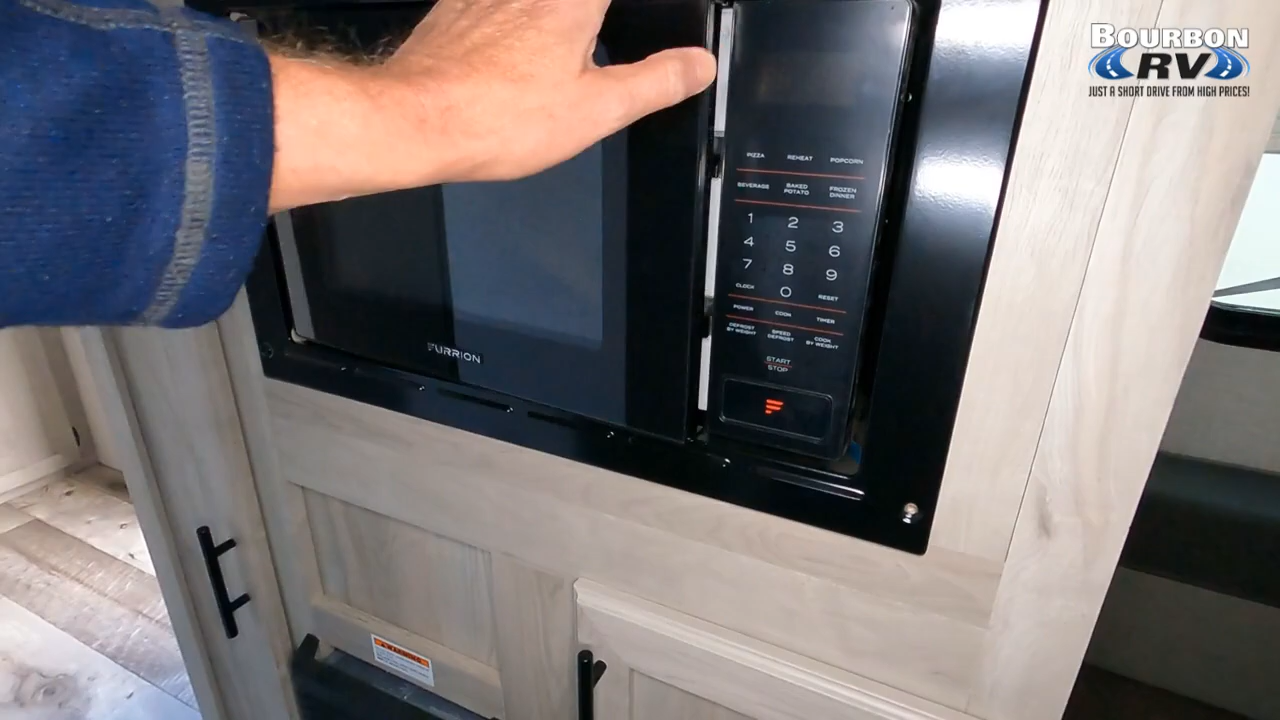 BOURBON
RV
JUST A SHORT DRIVE FROM HIGH PRICES!
PIZZA REHEAT POPCORN
BEVERAGE BAKED POTATO FROZEN DINNER
1 2 3
4 5 6
7 8 9
CLOCK 0 RESET
POWER COOK TIMER
DEFROST BY WEIGHT SPEED DEFROST COOK BY WEIGHT
START
STOP
FURRION